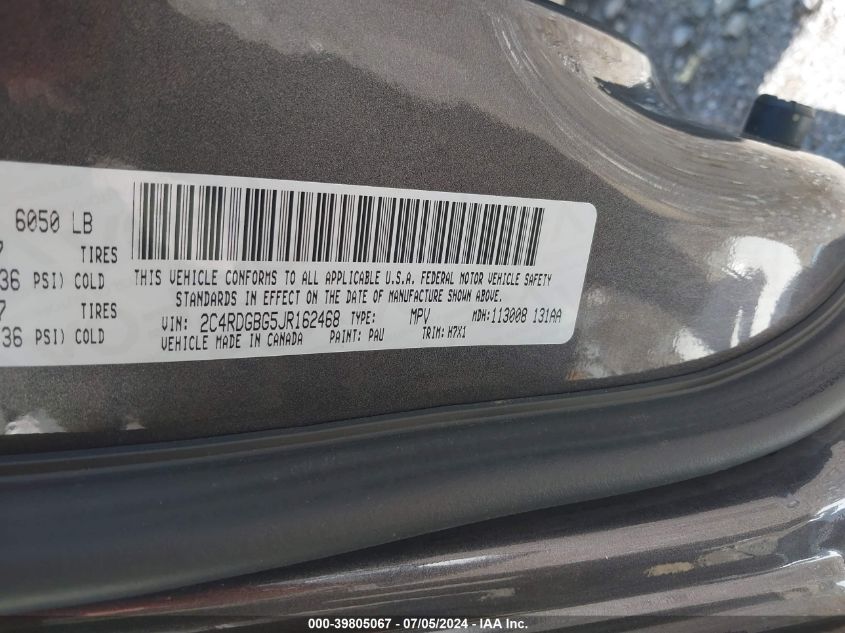 6050 LB
7 TIRES
36 PSI) COLD
7 TIRES
36 PSI) COLD
THIS VEHICLE CONFORMS TO ALL APPLICABLE U.S.A. FEDERAL MOTOR VEHICLE SAFETY
STANDARDS IN EFFECT ON THE DATE OF MANUFACTURE SHOWN ABOVE.
VIN: 2C4RDGBG5JR162468 TYPE: MPV MDH:113008 131AA
VEHICLE MADE IN CANADA PAINT: PAU TRIM: H7X1
000-39805067 / 07/05/2024 - © IAA Inc.